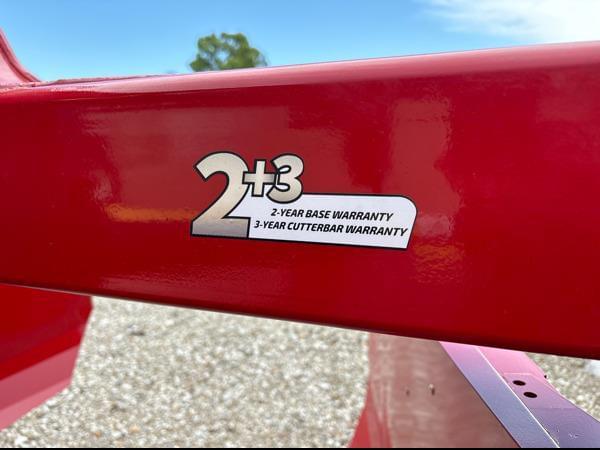 2+3
2-YEAR BASE WARRANTY
3-YEAR CUTTERBAR WARRANTY